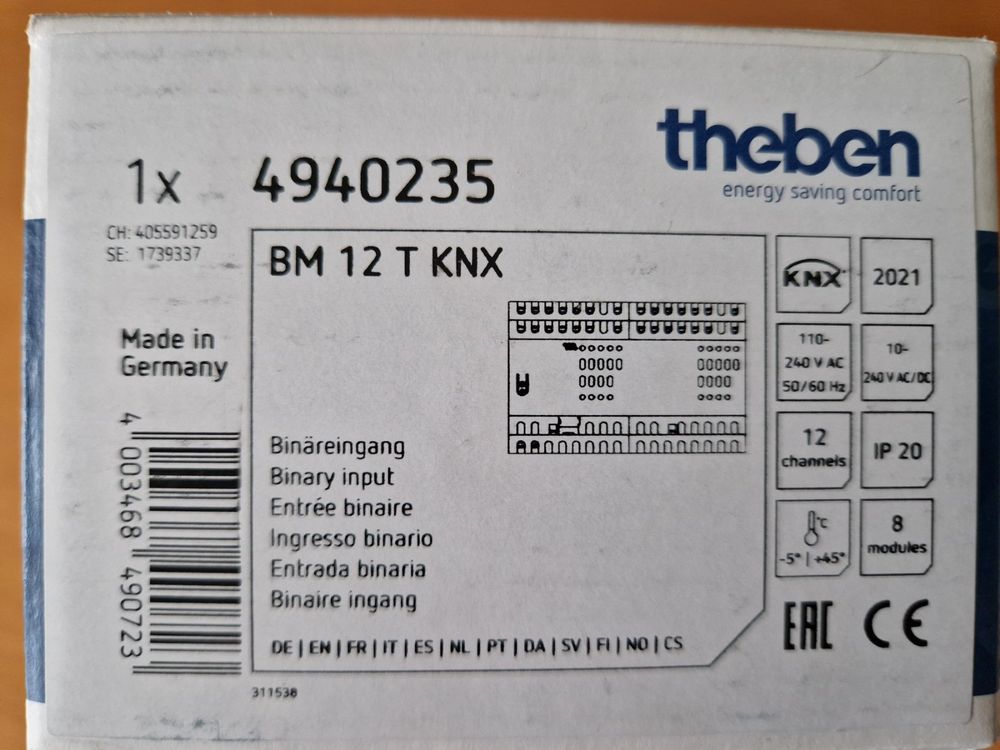 theben
energy saving comfort
1x 4940235
CH: 405591259
SE: 1739337
BM 12 T KNX
KNX
2021
Made in
Germany
110-
240 V AC
50/60 Hz
10-
240 V AC/DC
12
channels
IP 20
°C
-5° | +45°
8
modules
Binäreingang
Binary input
Entrée binaire
Ingresso binario
Entrada binaria
Binaire ingang
DE | EN | FR | IT | ES | NL | PT | DA | SV | FI | NO | CS
EAC CE
4 003468 490723
311538